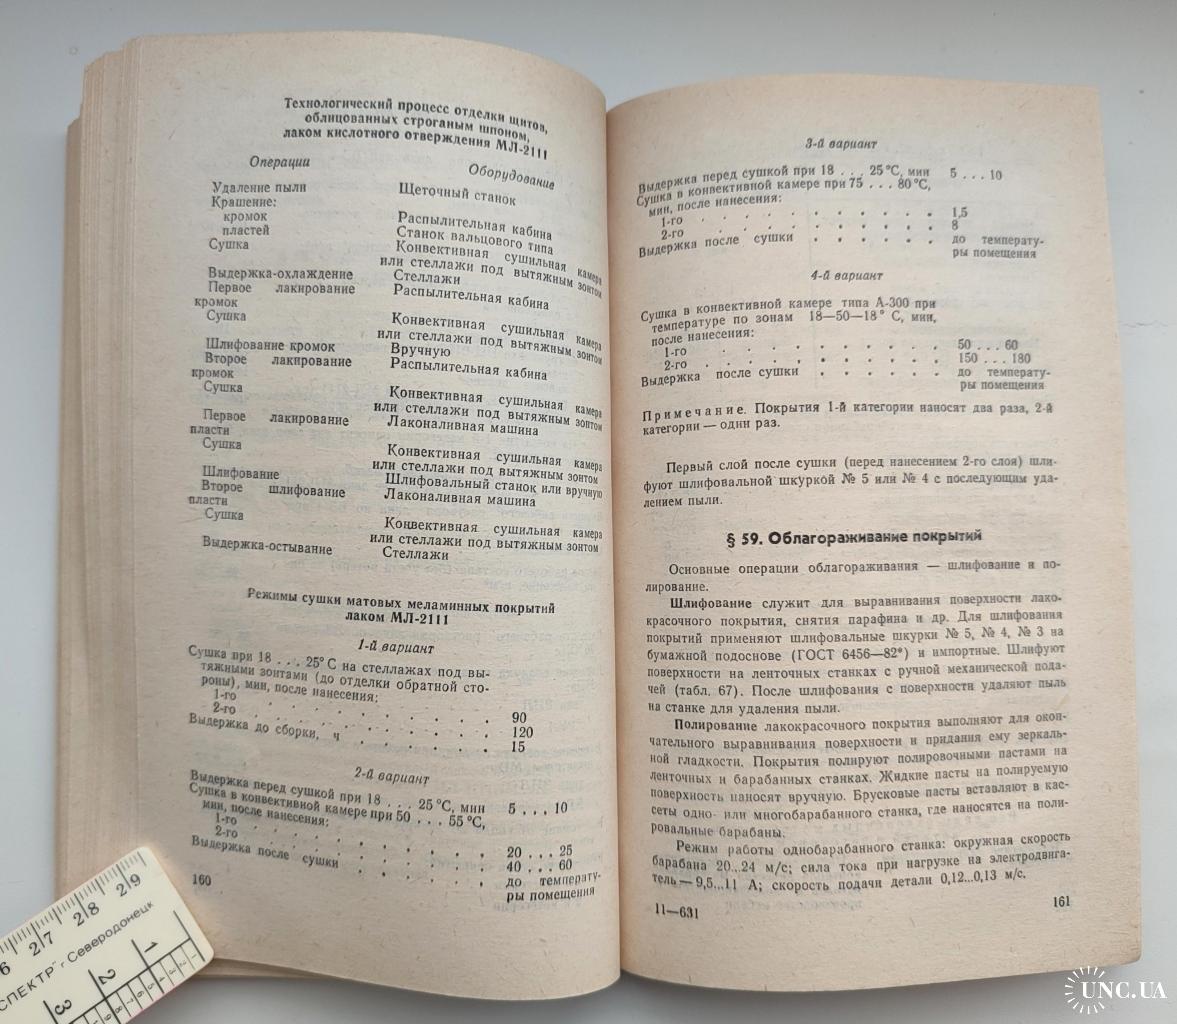 Технологический процесс отделки щитов,
облицованных строганым шпоном,
лаком кислотного отверждения МЛ-2111
Операции Оборудование
Удаление пыли Щеточный станок
Крашение:
кромок Распылительная кабина
пластей Станок вальцового типа
Сушка Конвективная сушильная камера
или стеллажи под вытяжным зонтом
Выдержка-охлаждение Стеллажи
Первое лакирование Распылительная кабина
кромок
Сушка Конвективная сушильная камера
или стеллажи под вытяжным зонтом
Шлифование кромок Вручную
Второе лакирование Распылительная кабина
кромок
Сушка Конвективная сушильная камера
или стеллажи под вытяжным зонтом
Первое лакирование Лаконаливная машина
пласти
Сушка Конвективная сушильная камера
или стеллажи под вытяжным зонтом
Шлифование Шлифовальный станок или вручную
Второе шлифование Лаконаливная машина
пласти
Сушка Конвективная сушильная камера
или стеллажи под вытяжным зонтом
Выдержка-остывание Стеллажи
Режимы сушки матовых меламинных покрытий
лаком МЛ-2111
1-й вариант
Сушка при 18 . . . 25° С на стеллажах под вы-
тяжными зонтами (до отделки обратной сто-
роны), мин, после нанесения:
1-го . . . . . . . . . 90
2-го . . . . . . . . . 120
Выдержка до сборки, ч . . . . . . 15
2-й вариант
Выдержка перед сушкой при 18 . . . 25 °С, мин 5 . . . 10
Сушка в конвективной камере при 50 . . . 55 °С,
мин, после нанесения:
1-го . . . . . . . . . 20 . . . 25
2-го . . . . . . . . . 40 . . . 60
Выдержка после сушки . . . . . . до температу-
ры помещения
160
3-й вариант
Выдержка перед сушкой при 18 . . . 25 °С, мин 5 . . . 10
Сушка в конвективной камере при 75 . . . 80 °С,
мин, после нанесения:
1-го . . . . . . . . . 1,5
2-го . . . . . . . . . 8
Выдержка после сушки . . . . . . до температу-
ры помещения
4-й вариант
Сушка в конвективной камере типа А-300 при
температуре по зонам 18—50—18° С, мин,
после нанесения:
1-го . . . . . . . . . 50 . . . 60
2-го . . . . . . . . . 150 . . . 180
Выдержка после сушки . . . . . . до температу-
ры помещения
Примечание. Покрытия 1-й категории наносят два раза, 2-й
категории — один раз.
Первый слой после сушки (перед нанесением 2-го слоя) шли-
фуют шлифовальной шкуркой № 5 или № 4 с последующим уда-
лением пыли.
§ 59. Облагораживание покрытий
Основные операции облагораживания — шлифование и по-
лирование.
Шлифование служит для выравнивания поверхности лако-
красочного покрытия, снятия парафина и др. Для шлифования
покрытий применяют шлифовальные шкурки № 5, № 4, № 3 на
бумажной подоснове (ГОСТ 6456—82*) и импортные. Шлифуют
поверхности на ленточных станках с ручной механической пода-
чей (табл. 67). После шлифования с поверхности удаляют пыль
на станке для удаления пыли.
Полирование лакокрасочного покрытия выполняют для окон-
чательного выравнивания поверхности и придания ему зеркаль-
ной гладкости. Покрытия полируют полировочными пастами на
ленточных и барабанных станках. Жидкие пасты на полируемую
поверхность наносят вручную. Брусковые пасты вставляют в кас-
сеты одно- или многобарабанного станка, где наносятся на поли-
ровальные барабаны.
Режим работы однобарабанного станка: окружная скорость
барабана 20...24 м/с; сила тока при нагрузке на электродвига-
тель — 9,5...11 А; скорость подачи детали 0,12...0,13 м/с.
11—631 161
6 27 28 29
СПЕКТР" г Северодонецк
3 2 1
UNC.UA